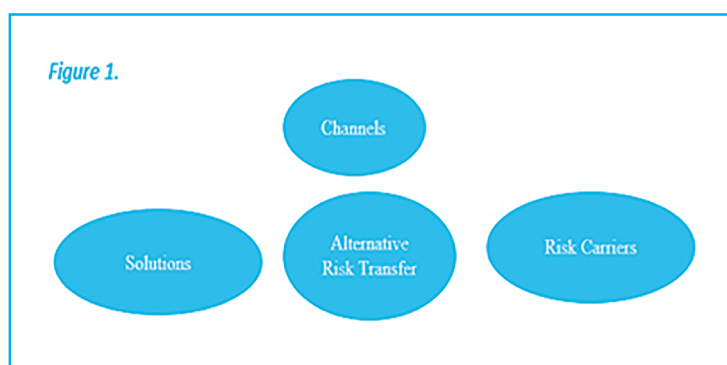 Figure 1.
Channels
Solutions
Alternative
Risk Transfer
Risk Carriers